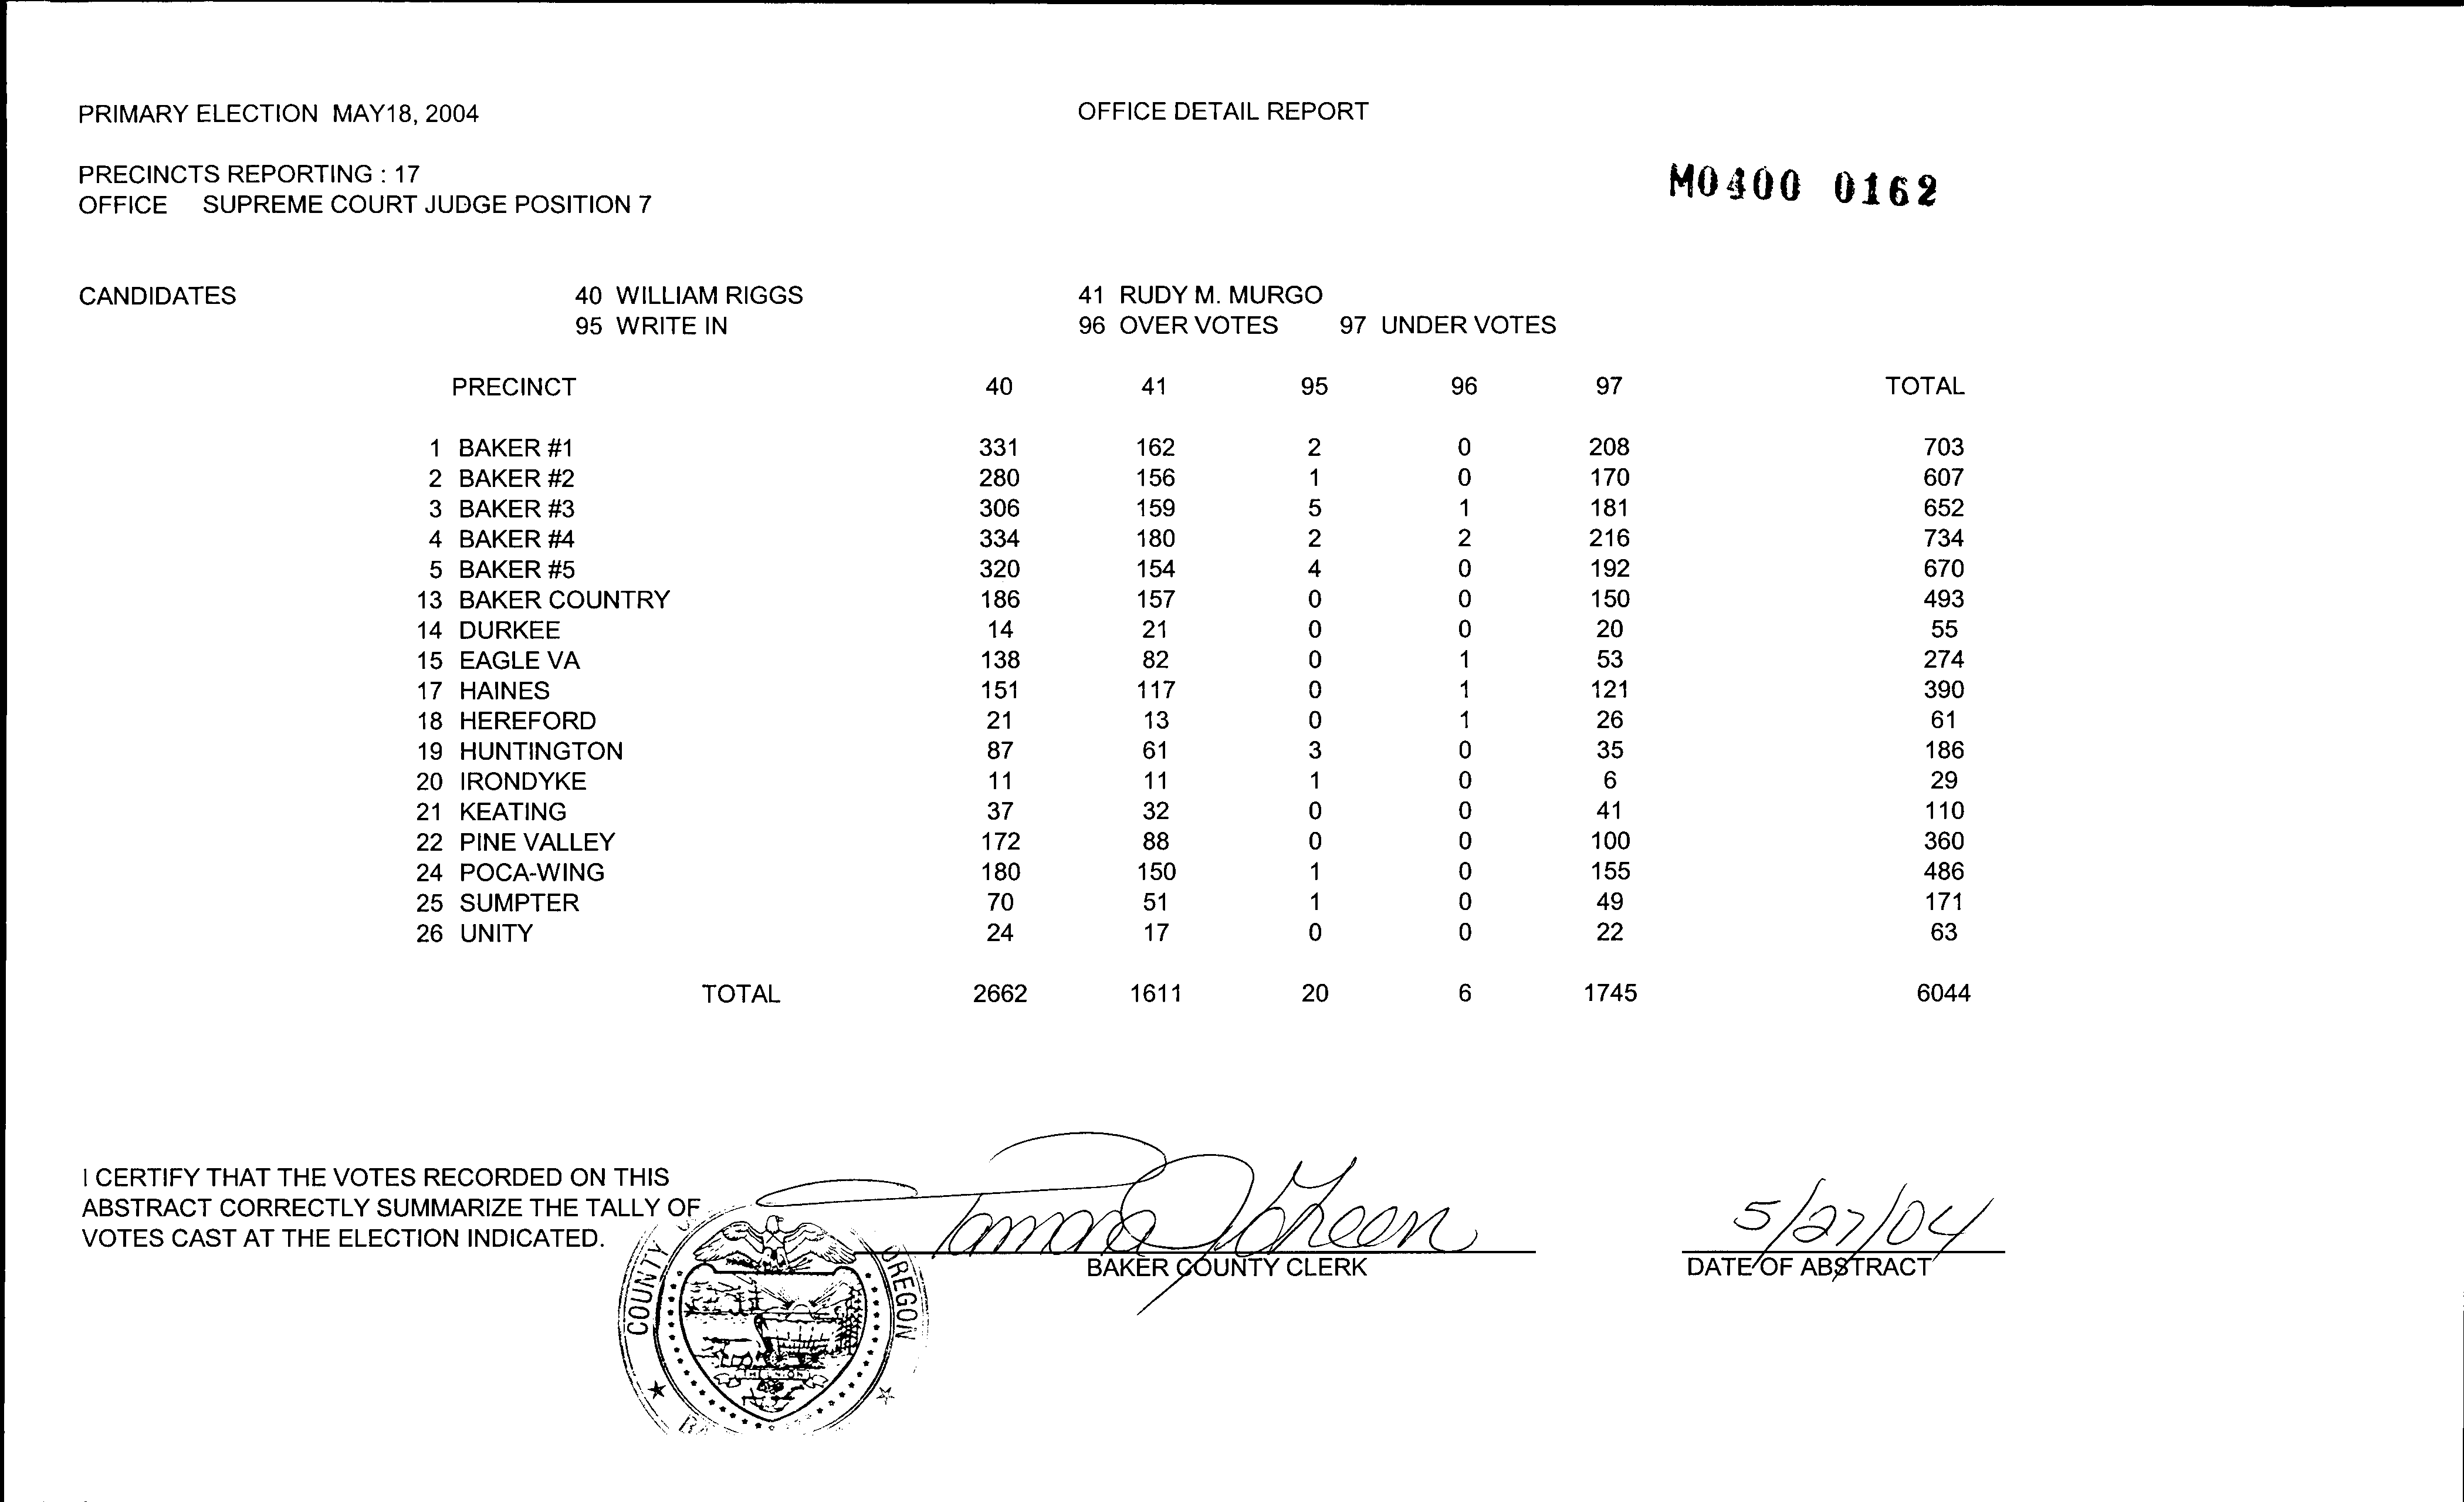 PRIMARY ELECTION MAY18, 2004 OFFICE DETAIL REPORT
PRECINCTS REPORTING : 17
M0400 0162
OFFICE SUPREME COURT JUDGE POSITION 7
CANDIDATES 40 WILLIAM RIGGS 41 RUDY M. MURGO
95 WRITE IN 96 OVER VOTES 97 UNDER VOTES
PRECINCT 40 41 95 96 97 TOTAL
1 BAKER #1 331 162 2 0 208 703
2 BAKER #2 280 156 1 0 170 607
3 BAKER #3 306 159 5 1 181 652
4 BAKER #4 334 180 2 2 216 734
5 BAKER #5 320 154 4 0 192 670
13 BAKER COUNTRY 186 157 0 0 150 493
14 DURKEE 14 21 0 0 20 55
15 EAGLE VA 138 82 0 1 53 274
17 HAINES 151 117 0 1 121 390
18 HEREFORD 21 13 0 1 26 61
19 HUNTINGTON 87 61 3 0 35 186
20 IRONDYKE 11 11 1 0 6 29
21 KEATING 37 32 0 0 41 110
22 PINE VALLEY 172 88 0 0 100 360
24 POCA-WING 180 150 1 0 155 486
25 SUMPTER 70 51 1 0 49 171
26 UNITY 24 17 0 0 22 63
TOTAL 2662 1611 20 6 1745 6044
I CERTIFY THAT THE VOTES RECORDED ON THIS
ABSTRACT CORRECTLY SUMMARIZE THE TALLY OF
VOTES CAST AT THE ELECTION INDICATED.
Tamara 5/27/04
BAKER COUNTY CLERK DATE OF ABSTRACT
COUNTY OREGON